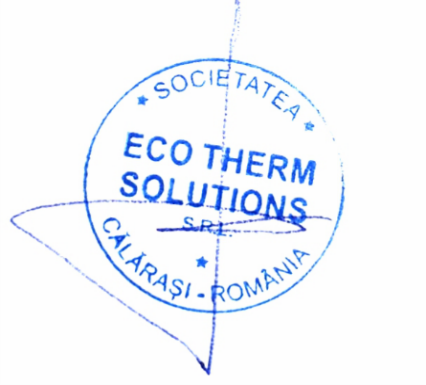 * SOCIETATEA *
ECO THERM
SOLUTIONS
S.R.L.
*
CĂLĂRAȘI - ROMÂNIA